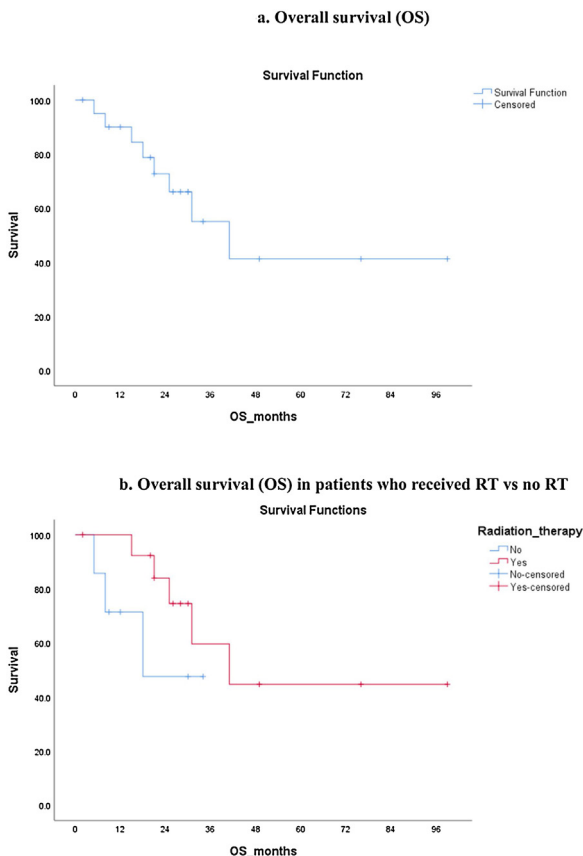 a. Overall survival (OS)
Survival Function
Survival Function
Censored
100.0
80.0
60.0
40.0
20.0
0.0
Survival
0 12 24 36 48 60 72 84 96
OS_months
b. Overall survival (OS) in patients who received RT vs no RT
Survival Functions
Radiation_therapy
No
Yes
No-censored
Yes-censored
100.0
80.0
60.0
40.0
20.0
0.0
Survival
0 12 24 36 48 60 72 84 96
OS_months